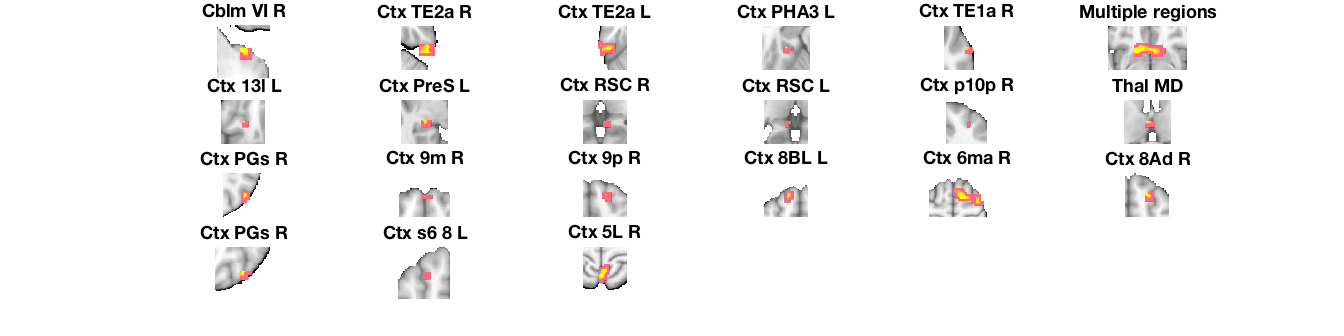 Cblm VI R
Ctx TE2a R
Ctx TE2a L
Ctx PHA3 L
Ctx TE1a R
Multiple regions
Ctx 13l L
Ctx PreS L
Ctx RSC R
Ctx RSC L
Ctx p10p R
Thal MD
Ctx PGs R
Ctx 9m R
Ctx 9p R
Ctx 8BL L
Ctx 6ma R
Ctx 8Ad R
Ctx PGs R
Ctx s6 8 L
Ctx 5L R